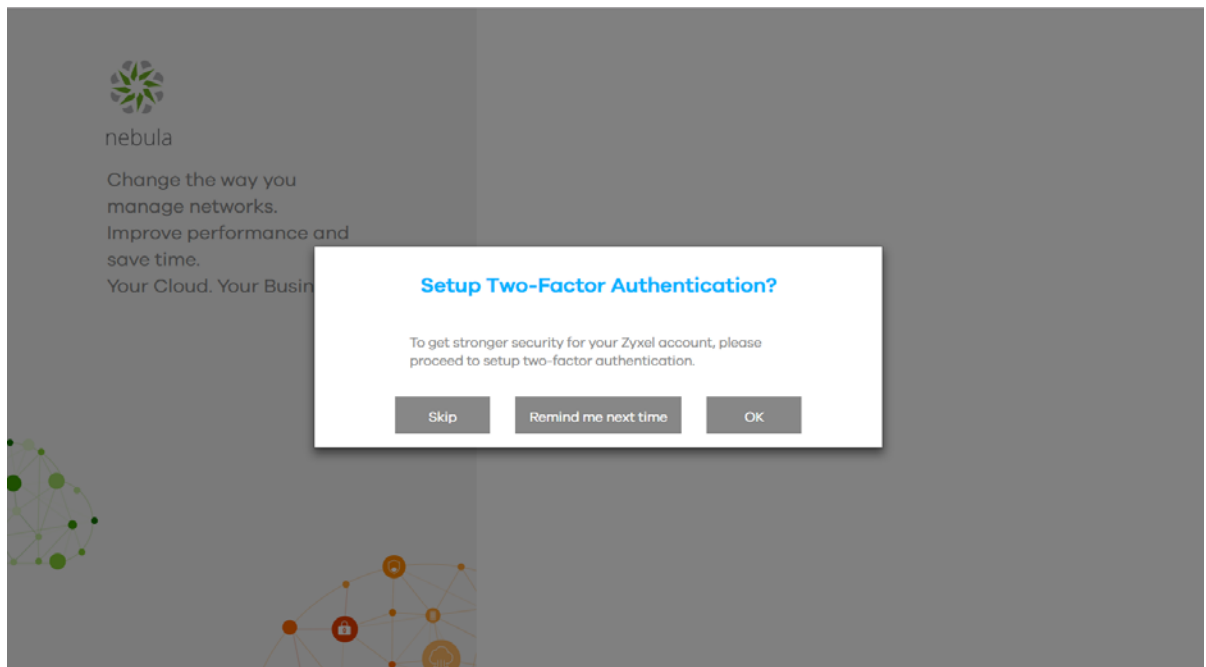 nebula
Change the way you
manage networks.
Improve performance and
save time.
Your Cloud. Your Busin
Setup Two-Factor Authentication?
To get stronger security for your Zyxel account, please
proceed to setup two-factor authentication.
Skip
Remind me next time
OK